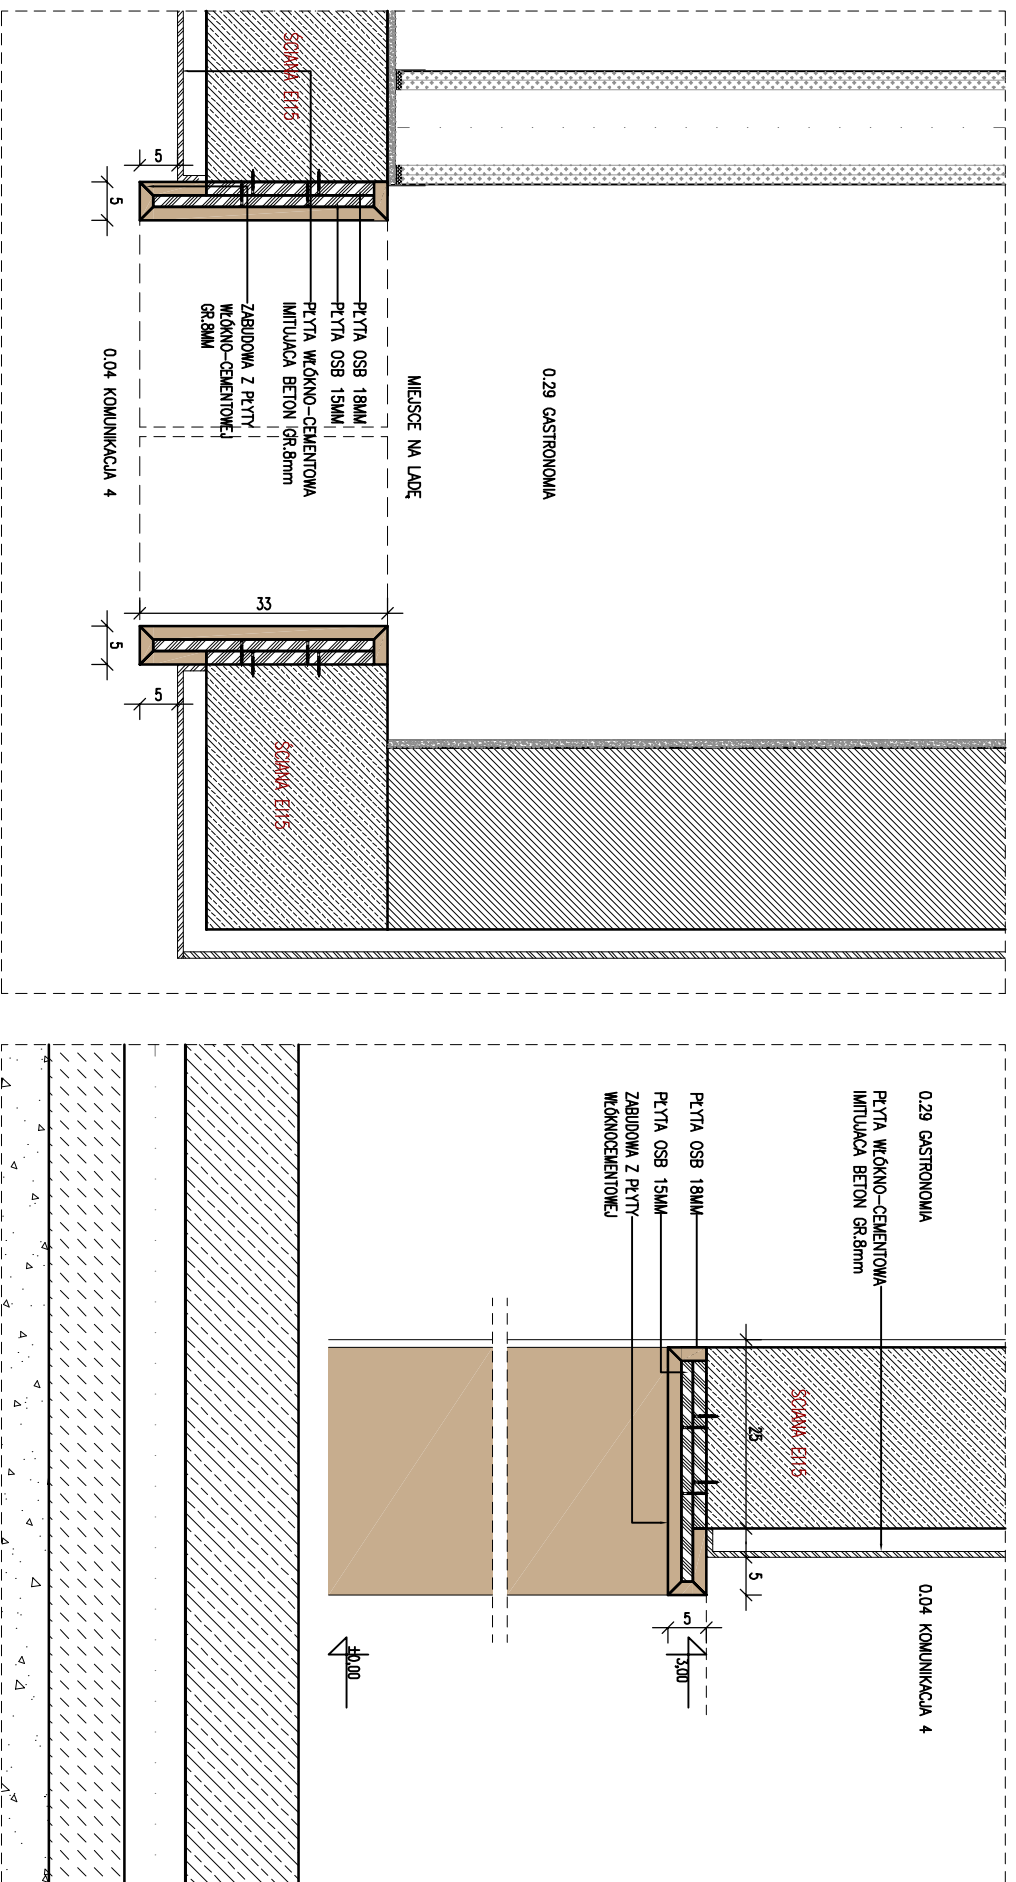 0.29 GASTRONOMIA
MIEJSCE NA LADĘ
PŁYTA OSB 18MM
PŁYTA OSB 15MM
PŁYTA WŁÓKNO-CEMENTOWA
IMITUJACA BETON GR.8mm
ZABUDOWA Z PŁYTY
WŁÓKNO-CEMENTOWEJ
GR.8MM
0.04 KOMUNIKACJA 4
ŚCIANA EI15
5
5
33
5
5
ŚCIANA EI15
0.29 GASTRONOMIA
PŁYTA WŁÓKNO-CEMENTOWA
IMITUJACA BETON GR.8mm
PŁYTA OSB 18MM
PŁYTA OSB 15MM
ZABUDOWA Z PŁYTY
WŁÓKNOCEMENTOWEJ
ŚCIANA EI15
25
5
5
3,00
±0.00
0.04 KOMUNIKACJA 4